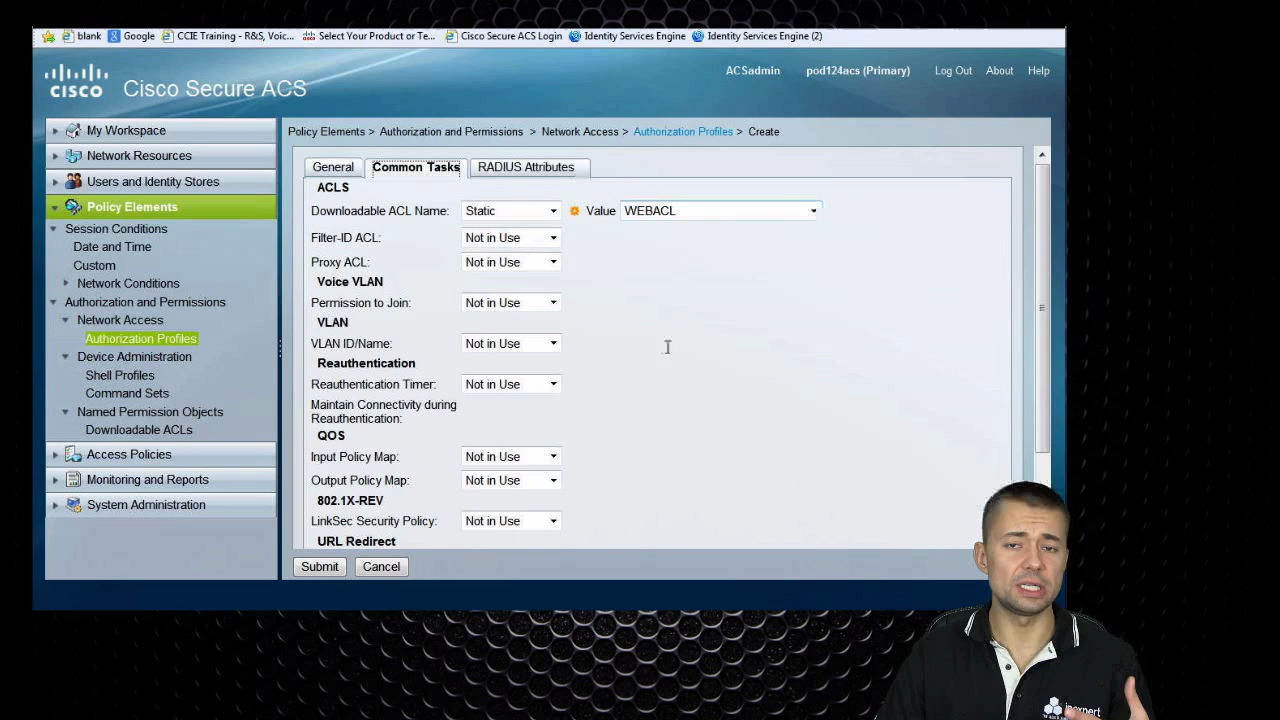 blank Google CCIE Training - R&S, Voic... Select Your Product or Te... Cisco Secure ACS Login Identity Services Engine Identity Services Engine (2)
CISCO Cisco Secure ACS
ACSadmin pod124acs (Primary) Log Out About Help
My Workspace
Network Resources
Users and Identity Stores
Policy Elements
Session Conditions
Date and Time
Custom
Network Conditions
Authorization and Permissions
Network Access
Authorization Profiles
Device Administration
Shell Profiles
Command Sets
Named Permission Objects
Downloadable ACLs
Access Policies
Monitoring and Reports
System Administration
Policy Elements > Authorization and Permissions > Network Access > Authorization Profiles > Create
General Common Tasks RADIUS Attributes
ACLS
Downloadable ACL Name: Static Value WEBACL
Filter-ID ACL: Not in Use
Proxy ACL: Not in Use
Voice VLAN
Permission to Join: Not in Use
VLAN
VLAN ID/Name: Not in Use
Reauthentication
Reauthentication Timer: Not in Use
Maintain Connectivity during
Reauthentication:
QOS
Input Policy Map: Not in Use
Output Policy Map: Not in Use
802.1X-REV
LinkSec Security Policy: Not in Use
URL Redirect
Submit Cancel